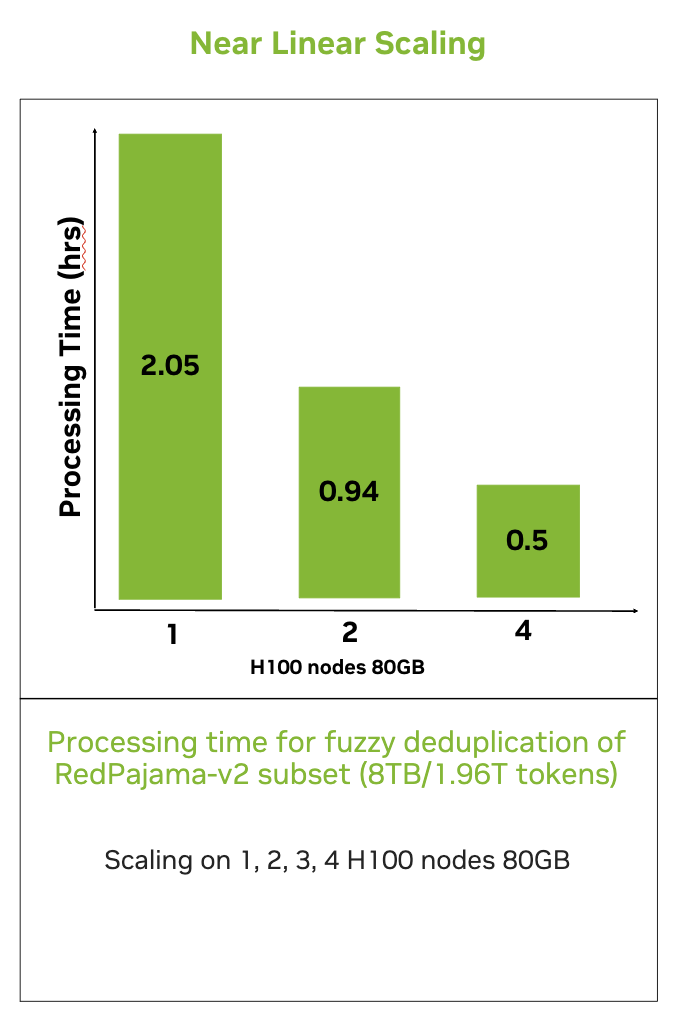 Near Linear Scaling
Processing Time (hrs)
2.05
0.94
0.5
1
2
4
H100 nodes 80GB
Processing time for fuzzy deduplication of
RedPajama-v2 subset (8TB/1.96T tokens)
Scaling on 1, 2, 3, 4 H100 nodes 80GB